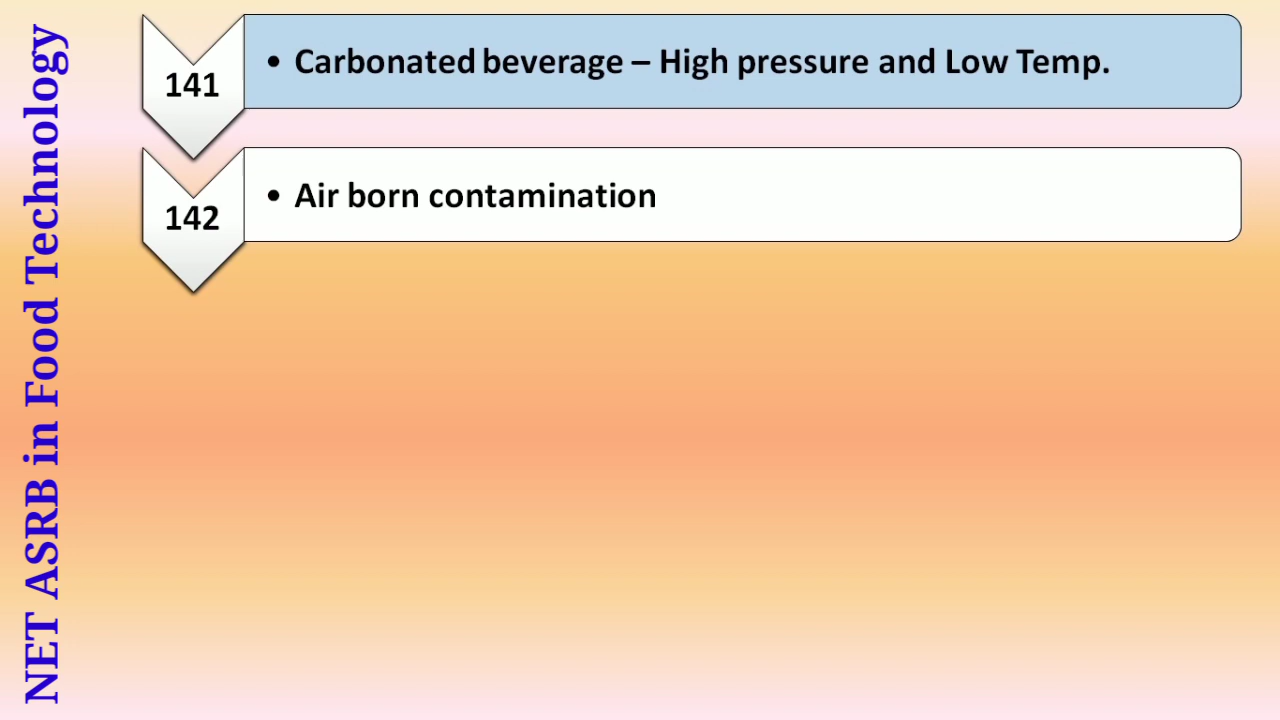 NET ASRB in Food Technology
141
• Carbonated beverage – High pressure and Low Temp.
142
• Air born contamination